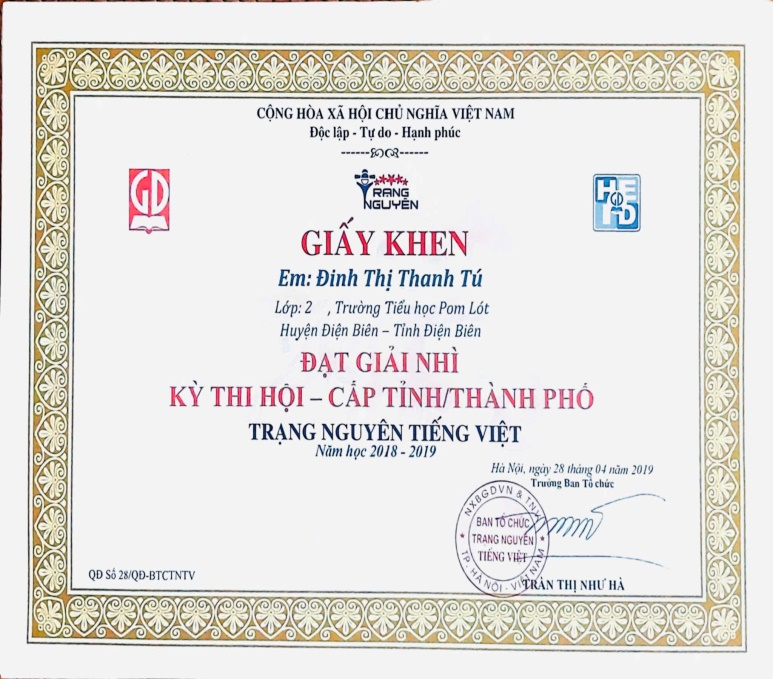 CỘNG HÒA XÃ HỘI CHỦ NGHĨA VIỆT NAM
Độc lập - Tự do - Hạnh phúc
GD
TRẠNG
NGUYÊN
HEID
GIẤY KHEN
Em: Đinh Thị Thanh Tú
Lớp: 2 , Trường Tiểu học Pom Lót
Huyện Điện Biên – Tỉnh Điện Biên
ĐẠT GIẢI NHÌ
KỲ THI HỘI – CẤP TỈNH/THÀNH PHỐ
TRẠNG NGUYÊN TIẾNG VIỆT
Năm học 2018 - 2019
Hà Nội, ngày 28 tháng 04 năm 2019
Trưởng Ban Tổ chức
NXBGDVN & TNV
BAN TỔ CHỨC
TRẠNG NGUYÊN
TIẾNG VIỆT
TP. HÀ NỘI - VIỆT NAM
TRẦN THỊ NHƯ HÀ
QĐ Số 28/QĐ-BTCTNTV